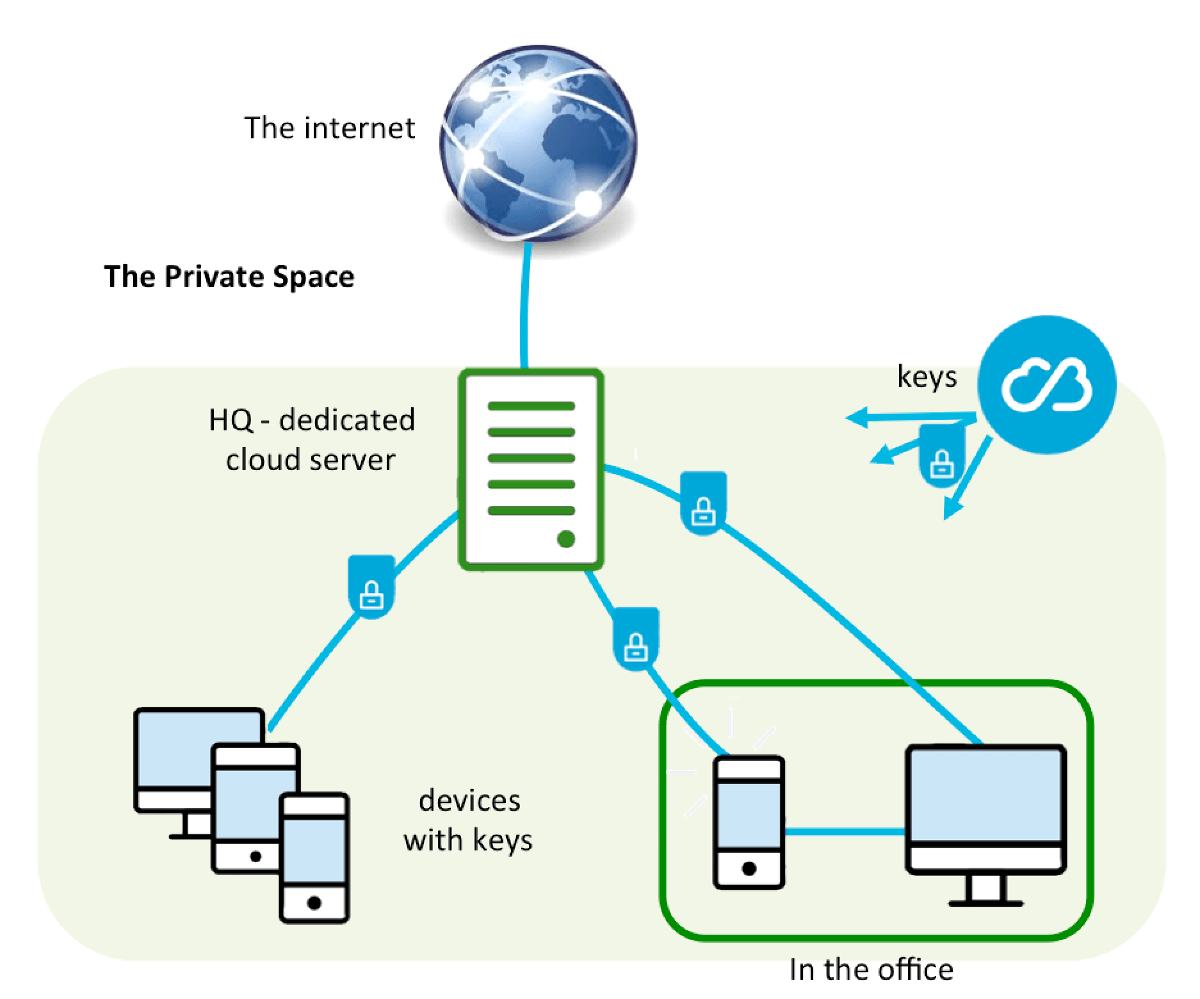 The internet
The Private Space
keys
HQ - dedicated
cloud server
devices
with keys
In the office